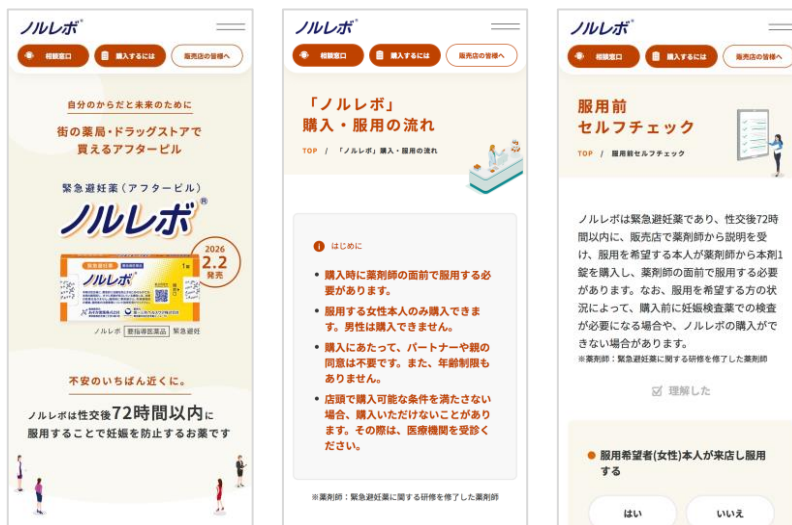 ノルレボ®
相談窓口
購入するには
販売店の皆様へ
自分のからだと未来のために
街の薬局・ドラッグストアで
買えるアフターピル
緊急避妊薬(アフターピル)
ノルレボ®
2026
2.2
発売
緊急避妊薬
ノルレボ
1錠
ノルレボ 要指導医薬品 緊急避妊
不安のいちばん近くに。
ノルレボは性交後72時間以内に
服用することで妊娠を防止するお薬です
ノルレボ®
相談窓口
購入するには
販売店の皆様へ
「ノルレボ」
購入・服用の流れ
TOP / 「ノルレボ」購入・服用の流れ
はじめに
• 購入時に薬剤師の面前で服用する必
要があります。
• 服用する女性本人のみ購入できま
す。男性は購入できません。
• 購入にあたって、パートナーや親の
同意は不要です。また、年齢制限も
ありません。
• 店頭で購入可能な条件を満たさない
場合、購入いただけないことがあり
ます。その際は、医療機関を受診く
ださい。
※薬剤師：緊急避妊薬に関する研修を修了した薬剤師
ノルレボ®
相談窓口
購入するには
販売店の皆様へ
服用前
セルフチェック
TOP / 服用前セルフチェック
ノルレボは緊急避妊薬であり、性交後72時
間以内に、販売店で薬剤師から説明を受
け、服用を希望する本人が薬剤師から本剤1
錠を購入し、薬剤師の面前で服用する必要
があります。なお、服用を希望する方の状
況によって、購入前に妊娠検査薬での検査
が必要になる場合や、ノルレボの購入がで
きない場合があります。
※薬剤師：緊急避妊薬に関する研修を修了した薬剤師
理解した
服用希望者(女性)本人が来店し服用
する
はい
いいえ